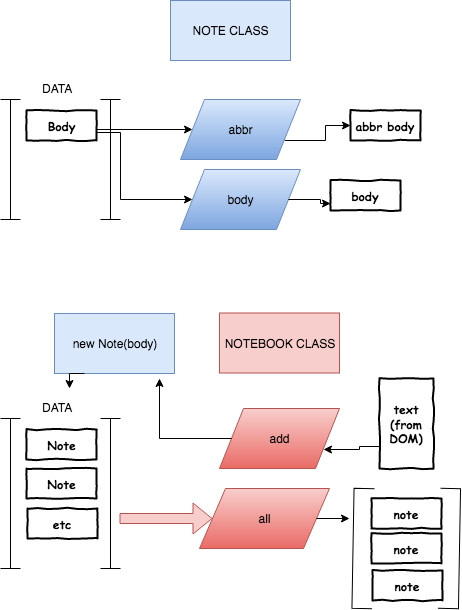 NOTE CLASS
DATA
Body
abbr
abbr body
body
body
new Note(body)
NOTEBOOK CLASS
DATA
text
(from
DOM)
Note
add
Note
etc
all
note
note
note